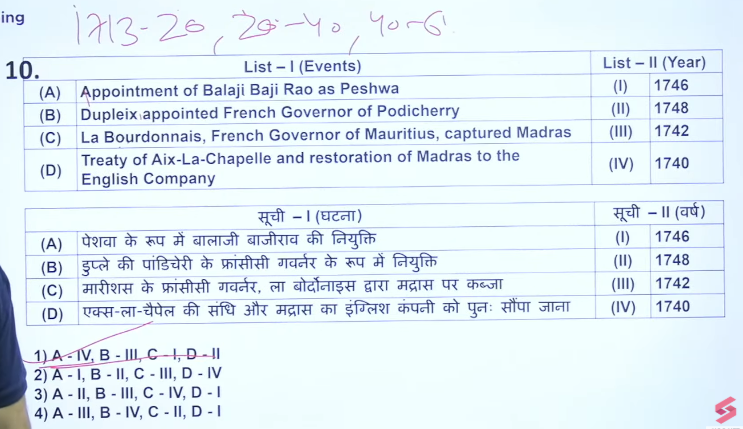 ing
1713-20, 20-40, 40-6
10.
List – I (Events) List – II (Year)
(A) Appointment of Balaji Baji Rao as Peshwa (I) 1746
(B) Dupleix appointed French Governor of Podicherry (II) 1748
(C) La Bourdonnais, French Governor of Mauritius, captured Madras (III) 1742
(D) Treaty of Aix-La-Chapelle and restoration of Madras to the English Company (IV) 1740
सूची – I (घटना) सूची – II (वर्ष)
(A) पेशवा के रूप में बालाजी बाजीराव की नियुक्ति (I) 1746
(B) डुप्ले की पांडिचेरी के फ्रांसीसी गवर्नर के रूप में नियुक्ति (II) 1748
(C) मारीशस के फ्रांसीसी गवर्नर, ला बोर्दोनाइस द्वारा मद्रास पर कब्जा (III) 1742
(D) एक्स-ला-चैपेल की संधि और मद्रास का इंग्लिश कंपनी को पुनः सौंपा जाना (IV) 1740
1) A - IV, B - III, C - I, D - II
2) A - I, B - II, C - III, D - IV
3) A - II, B - III, C - IV, D - I
4) A - III, B - IV, C - II, D - I